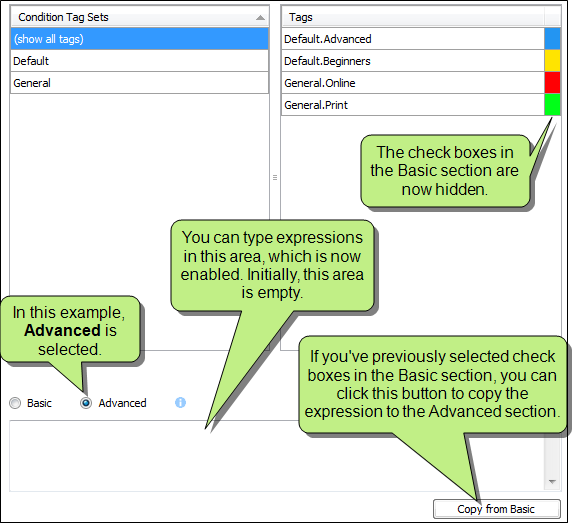 Condition Tag Sets
Tags
(show all tags)
Default
General
Default.Advanced
Default.Beginners
General.Online
General.Print
The check boxes in
the Basic section are
now hidden.
You can type expressions
in this area, which is now
enabled. Initially, this area
is empty.
In this example,
Advanced is
selected.
If you've previously selected check
boxes in the Basic section, you can
click this button to copy the
expression to the Advanced section.
Basic
Advanced
Copy from Basic